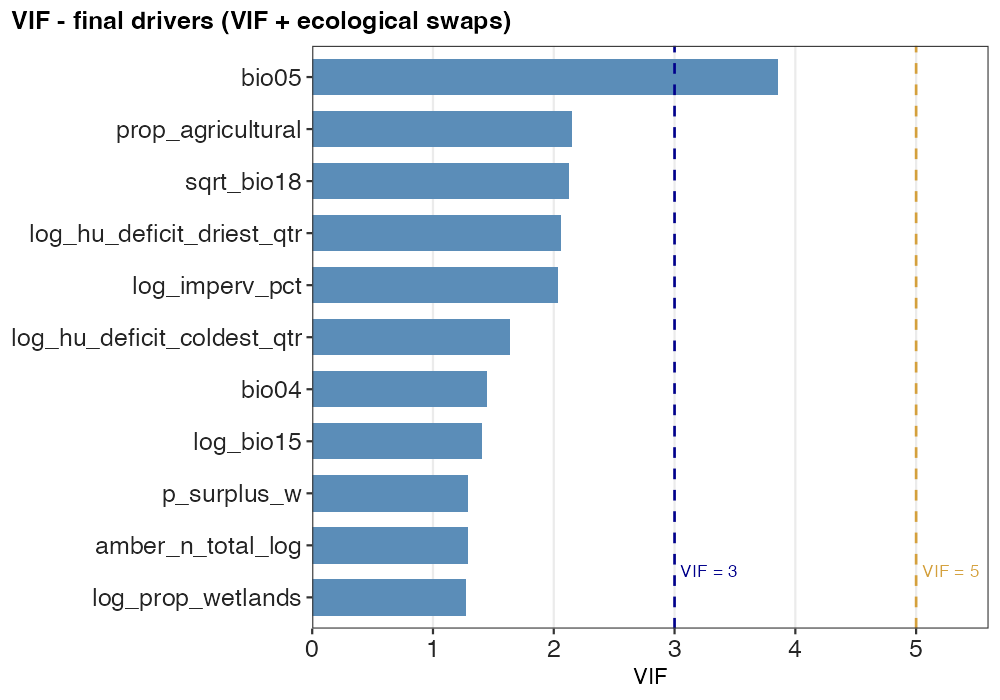 VIF - final drivers (VIF + ecological swaps)
bio05
prop_agricultural
sqrt_bio18
log_hu_deficit_driest_qtr
log_imperv_pct
log_hu_deficit_coldest_qtr
bio04
log_bio15
p_surplus_w
amber_n_total_log
log_prop_wetlands
VIF = 3
VIF = 5
0 1 2 3 4 5
VIF